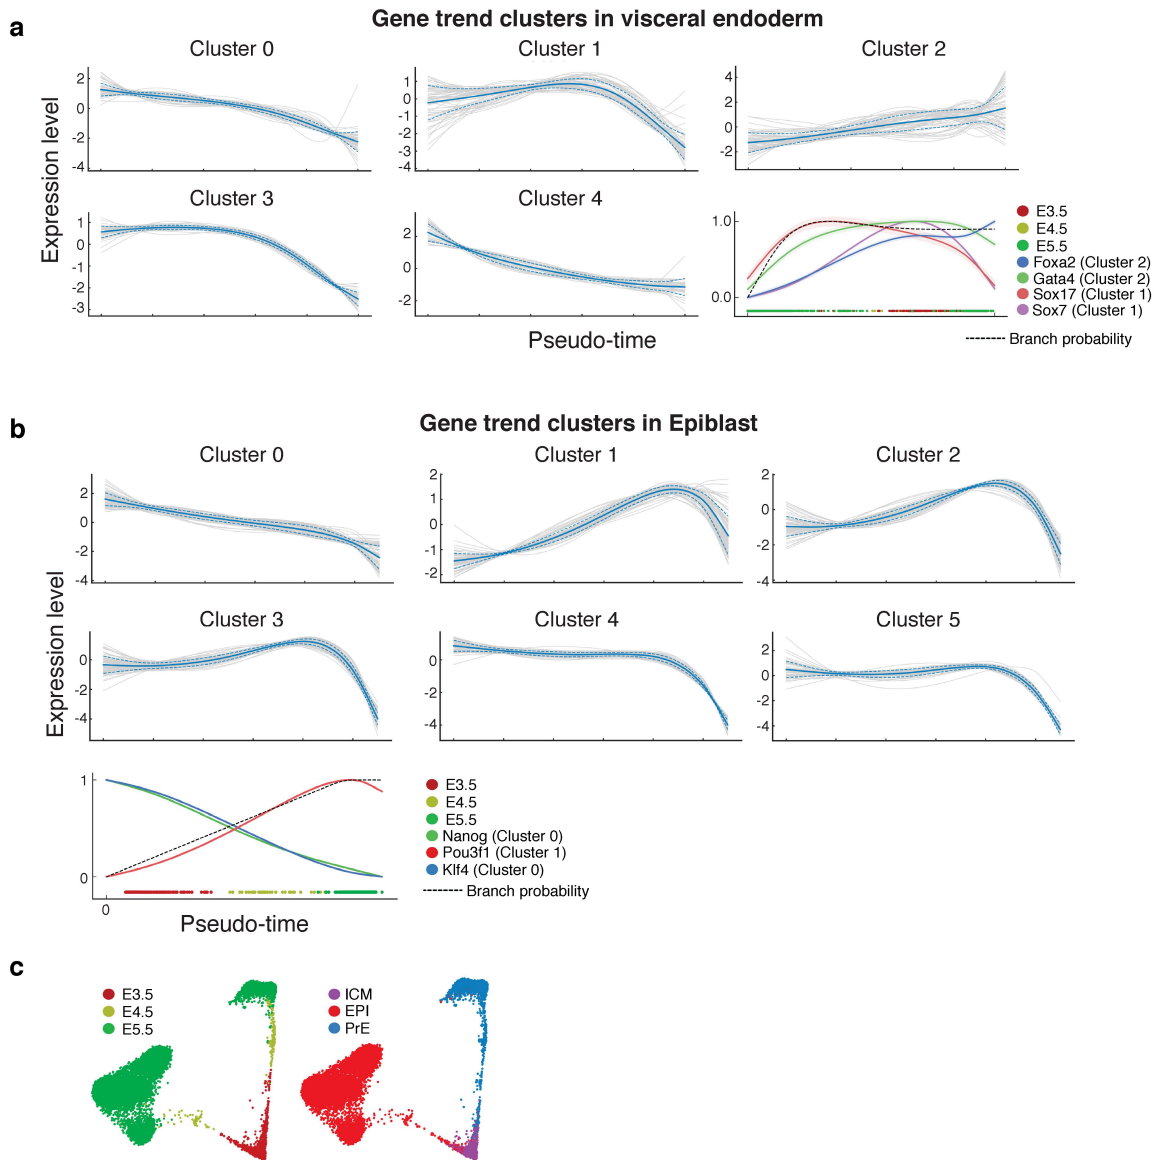 a
Gene trend clusters in visceral endoderm
Cluster 0
Cluster 1
Cluster 2
Expression level
2
0
-2
-4
1
0
-1
-2
-3
-4
4
2
0
-2
Cluster 3
Cluster 4
1
0
-1
-2
-3
2
0
-2
1.0
0.0
E3.5
E4.5
E5.5
Foxa2 (Cluster 2)
Gata4 (Cluster 2)
Sox17 (Cluster 1)
Sox7 (Cluster 1)
Branch probability
Pseudo-time
b
Gene trend clusters in Epiblast
Cluster 0
Cluster 1
Cluster 2
Expression level
2
0
-2
-4
2
1
0
-1
-2
2
0
-2
-4
Cluster 3
Cluster 4
Cluster 5
0
-2
-4
0
-2
-4
2
0
-2
-4
1
0
0
Pseudo-time
E3.5
E4.5
E5.5
Nanog (Cluster 0)
Pou3f1 (Cluster 1)
Klf4 (Cluster 0)
Branch probability
c
E3.5
E4.5
E5.5
ICM
EPI
PrE